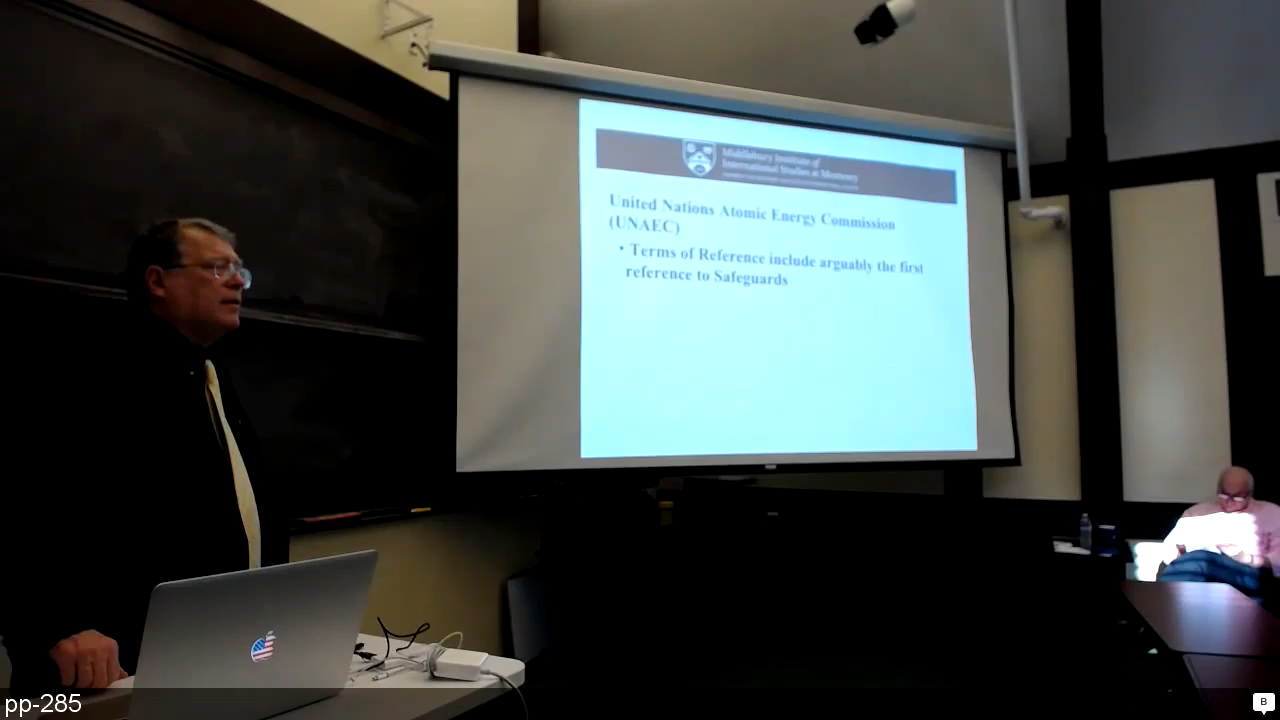 Middlebury Institute of
International Studies at Monterey
United Nations Atomic Energy Commission
(UNAEC)
• Terms of Reference include arguably the first
reference to Safeguards
pp-285
B